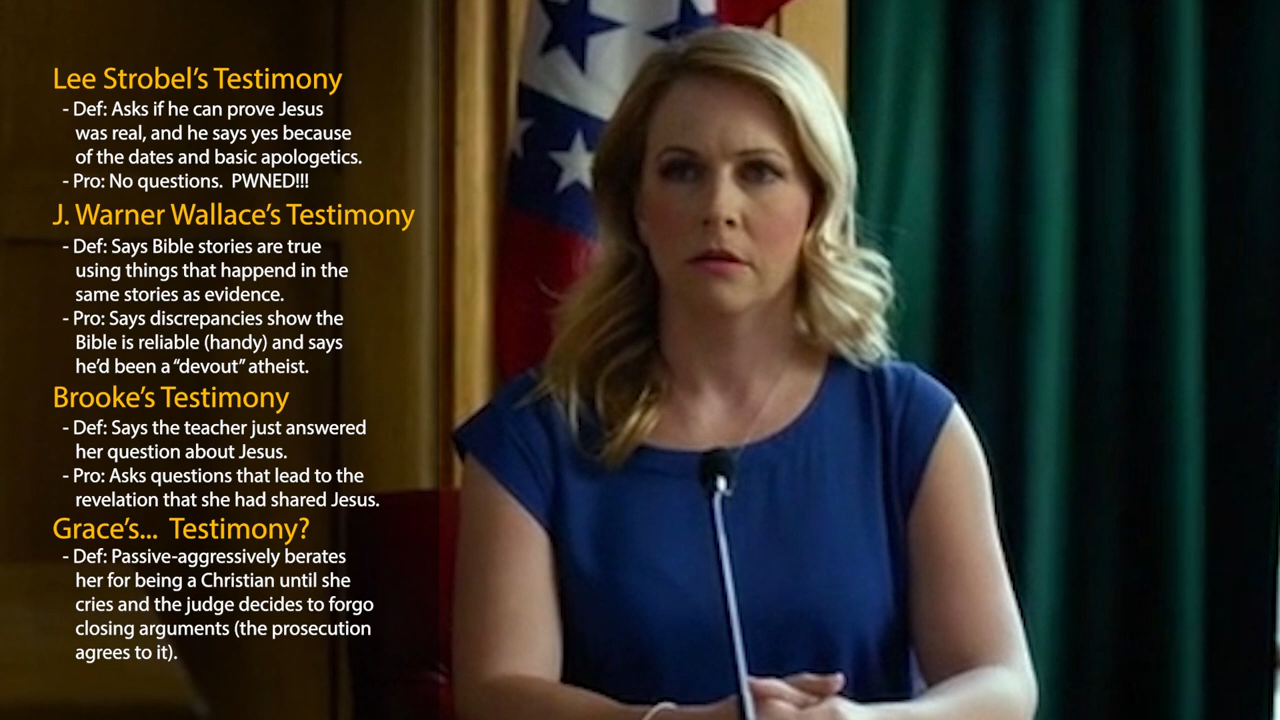 Lee Strobel's Testimony
- Def: Asks if he can prove Jesus
was real, and he says yes because
of the dates and basic apologetics.
- Pro: No questions.  PWNED!!!
J. Warner Wallace's Testimony
- Def: Says Bible stories are true
using things that happend in the
same stories as evidence.
- Pro: Says discrepancies show the
Bible is reliable (handy) and says
he'd been a "devout" atheist.
Brooke's Testimony
- Def: Says the teacher just answered
her question about Jesus.
- Pro: Asks questions that lead to the
revelation that she had shared Jesus.
Grace's...  Testimony?
- Def: Passive-aggressively berates
her for being a Christian until she
cries and the judge decides to forgo
closing arguments (the prosecution
agrees to it).